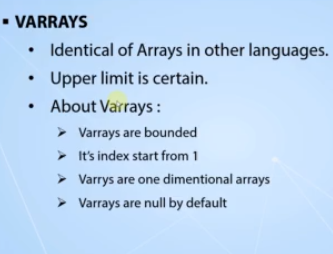 ▪ VARRAYS
• Identical of Arrays in other languages.
• Upper limit is certain.
• About Varrays :
➢ Varrays are bounded
➢ It's index start from 1
➢ Varrys are one dimentional arrays
➢ Varrays are null by default